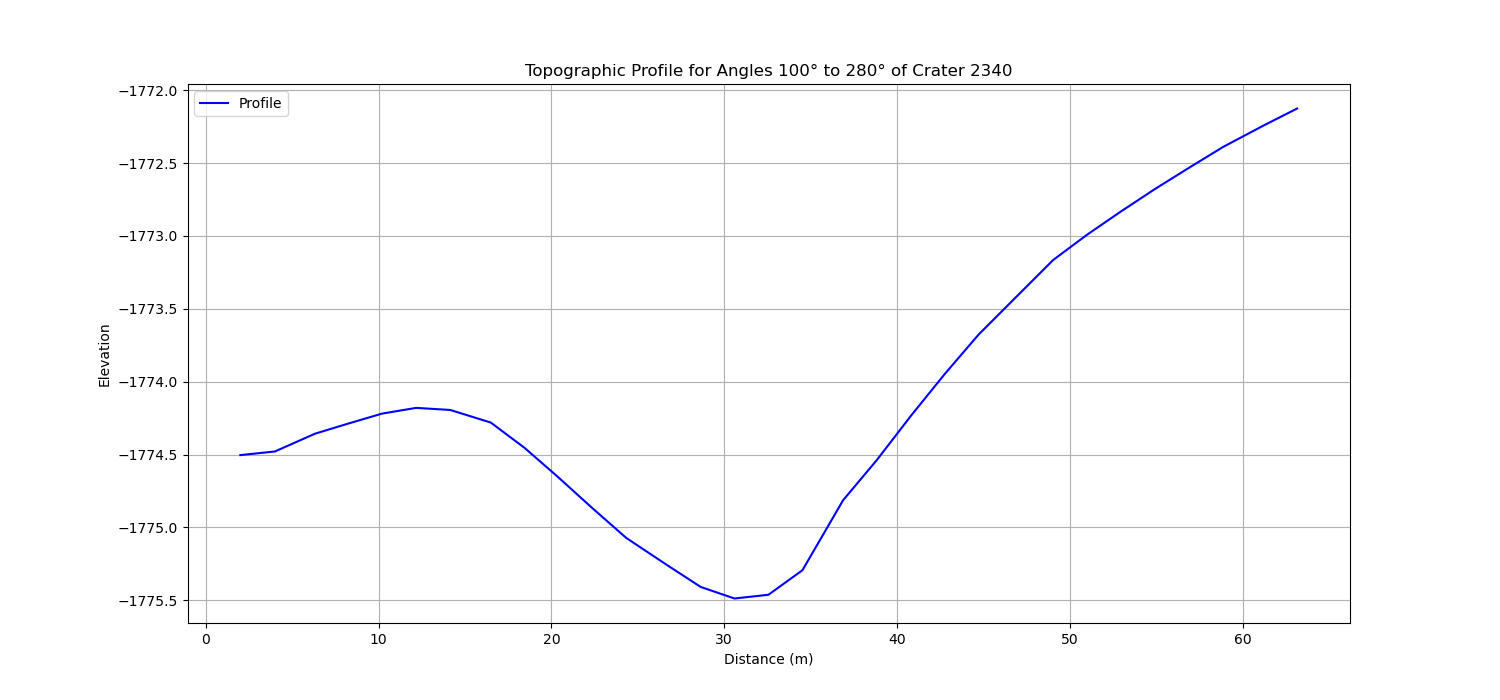 Topographic Profile for Angles 100° to 280° of Crater 2340
Profile
−1772.0
−1772.5
−1773.0
−1773.5
−1774.0
−1774.5
−1775.0
−1775.5
Elevation
0 10 20 30 40 50 60
Distance (m)